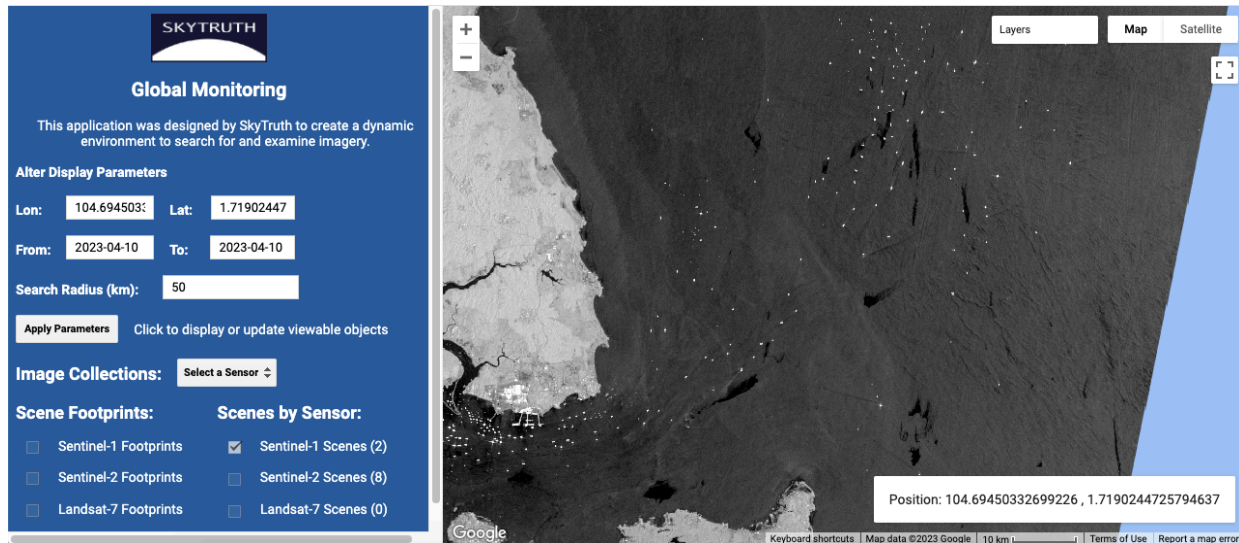 SKYTRUTH
Global Monitoring
This application was designed by SkyTruth to create a dynamic
environment to search for and examine imagery.
Alter Display Parameters
Lon: 104.6945033 Lat: 1.71902447
From: 2023-04-10 To: 2023-04-10
Search Radius (km): 50
Apply Parameters Click to display or update viewable objects
Image Collections: Select a Sensor
Scene Footprints: Scenes by Sensor:
Sentinel-1 Footprints Sentinel-1 Scenes (2)
Sentinel-2 Footprints Sentinel-2 Scenes (8)
Landsat-7 Footprints Landsat-7 Scenes (0)
+
−
Layers
Map Satellite
Position: 104.69450332699226 , 1.7190244725794637
Google
Keyboard shortcuts Map data ©2023 Google 10 km Terms of Use Report a map error